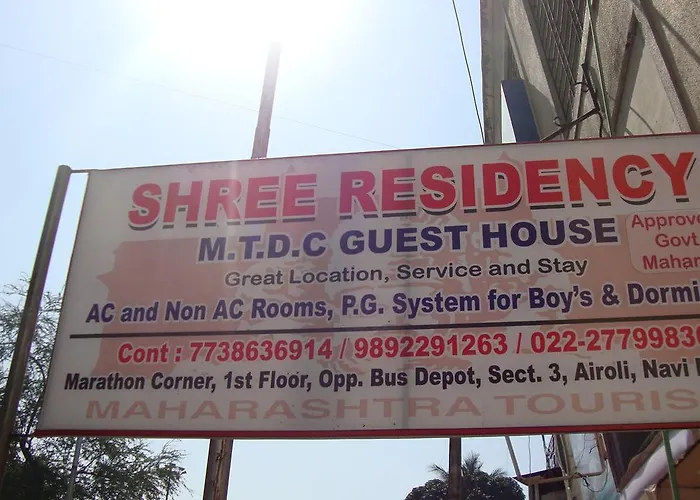 SHREE RESIDENCY
M.T.D.C GUEST HOUSE
Great Location, Service and Stay
Approv
Govt
Mahar
AC and Non AC Rooms, P.G. System for Boy's & Dormi
Cont : 7738636914 / 9892291263 / 022-2779983
Marathon Corner, 1st Floor, Opp. Bus Depot, Sect. 3, Airoli, Navi
MAHARASHTRA TOURIS